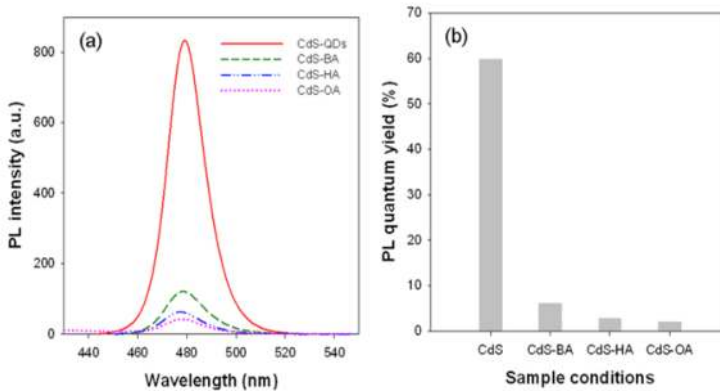 (a)
CdS-QDs
CdS-BA
CdS-HA
CdS-OA
PL intensity (a.u.)
800
600
400
200
0
440 460 480 500 520 540
Wavelength (nm)
(b)
PL quantum yield (%)
70
60
50
40
30
20
10
0
CdS CdS-BA CdS-HA CdS-OA
Sample conditions